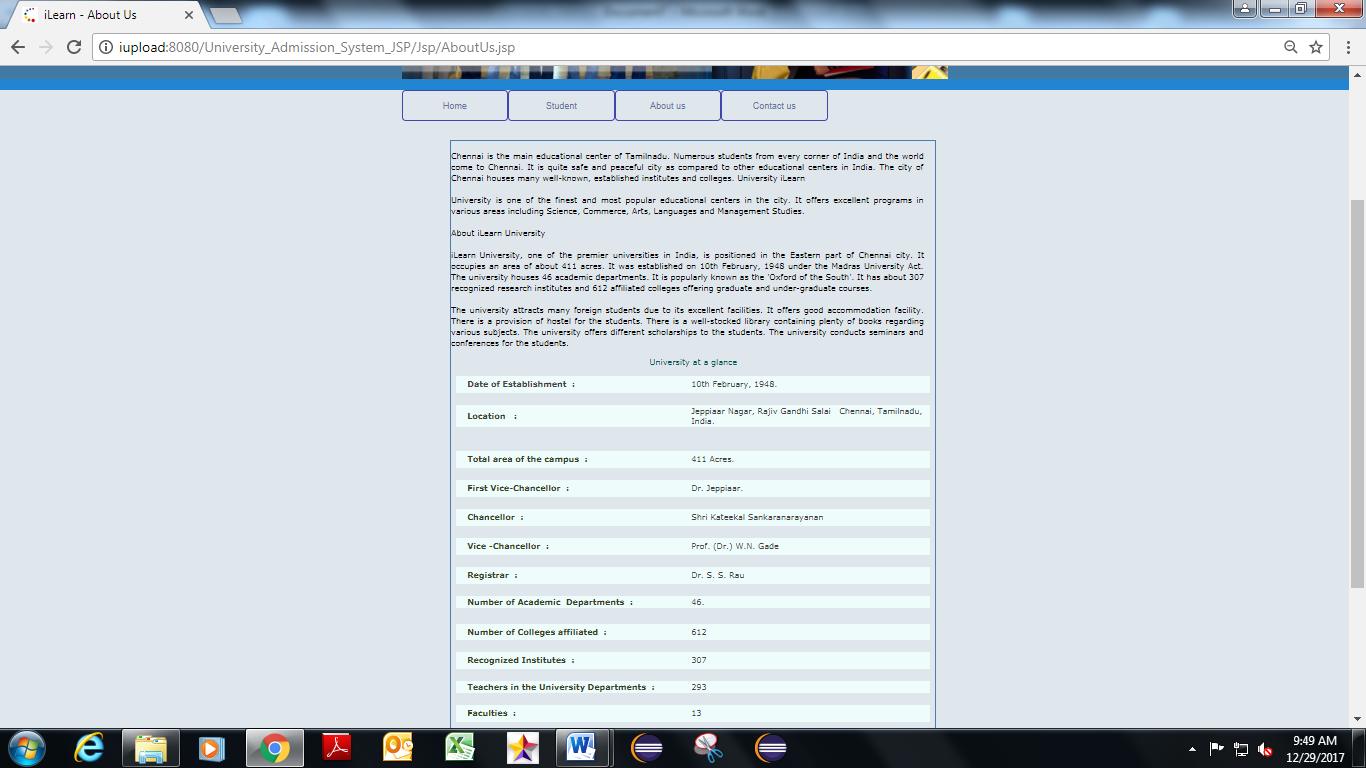 iLearn - About Us
iupload:8080/University_Admission_System_JSP/Jsp/AboutUs.jsp
Home
Student
About us
Contact us
Chennai is the main educational center of Tamilnadu. Numerous students from every corner of India and the world
come to Chennai. It is quite safe and peaceful city as compared to other educational centers in India. The city of
Chennai houses many well-known, established institutes and colleges. University iLearn
University is one of the finest and most popular educational centers in the city. It offers excellent programs in
various areas including Science, Commerce, Arts, Languages and Management Studies.
About iLearn University
iLearn University, one of the premier universities in India, is positioned in the Eastern part of Chennai city. It
occupies an area of about 411 acres. It was established on 10th February, 1948 under the Madras University Act.
The university houses 46 academic departments. It is popularly known as the 'Oxford of the South'. It has about 307
recognized research institutes and 612 affiliated colleges offering graduate and under-graduate courses.
The university attracts many foreign students due to its excellent facilities. It offers good accommodation facility.
There is a provision of hostel for the students. There is a well-stocked library containing plenty of books regarding
various subjects. The university offers different scholarships to the students. The university conducts seminars and
conferences for the students.
University at a glance
Date of Establishment : 10th February, 1948.
Location : Jeppiaar Nagar, Rajiv Gandhi Salai Chennai, Tamilnadu,
India.
Total area of the campus : 411 Acres.
First Vice-Chancellor : Dr. Jeppiaar.
Chancellor : Shri Kateekal Sankaranarayanan
Vice -Chancellor : Prof. (Dr.) W.N. Gade
Registrar : Dr. S. S. Rau
Number of Academic Departments : 46.
Number of Colleges affiliated : 612
Recognized Institutes : 307
Teachers in the University Departments : 293
Faculties : 13
9:49 AM
12/29/2017